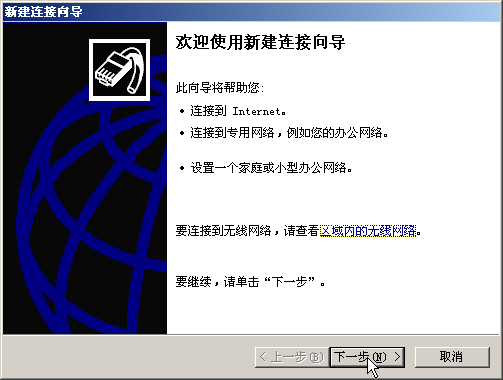 新建连接向导
欢迎使用新建连接向导
此向导将帮助您:
• 连接到 Internet。
• 连接到专用网络，例如您的办公网络。
• 设置一个家庭或小型办公网络。
要连接到无线网络，请查看区域内的无线网络。
要继续，请单击“下一步”。
< 上一步(B) 下一步(N) > 取消